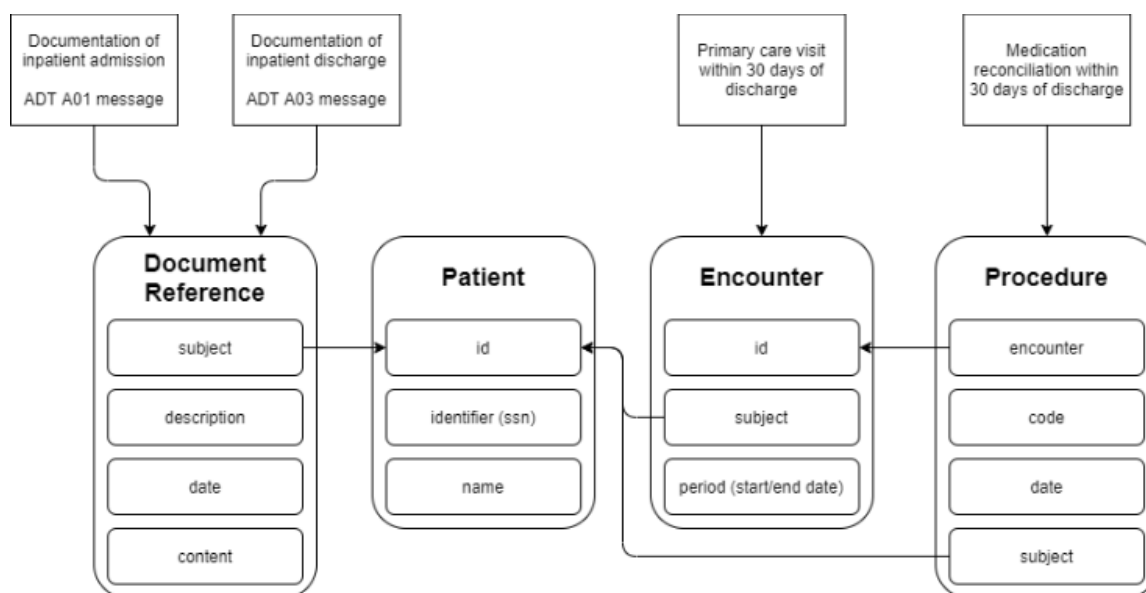 Documentation of
inpatient admission
ADT A01 message
Documentation of
inpatient discharge
ADT A03 message
Primary care visit
within 30 days of
discharge
Medication
reconciliation within
30 days of discharge
Document
Reference
subject
description
date
content
Patient
id
identifier (ssn)
name
Encounter
id
subject
period (start/end date)
Procedure
encounter
code
date
subject